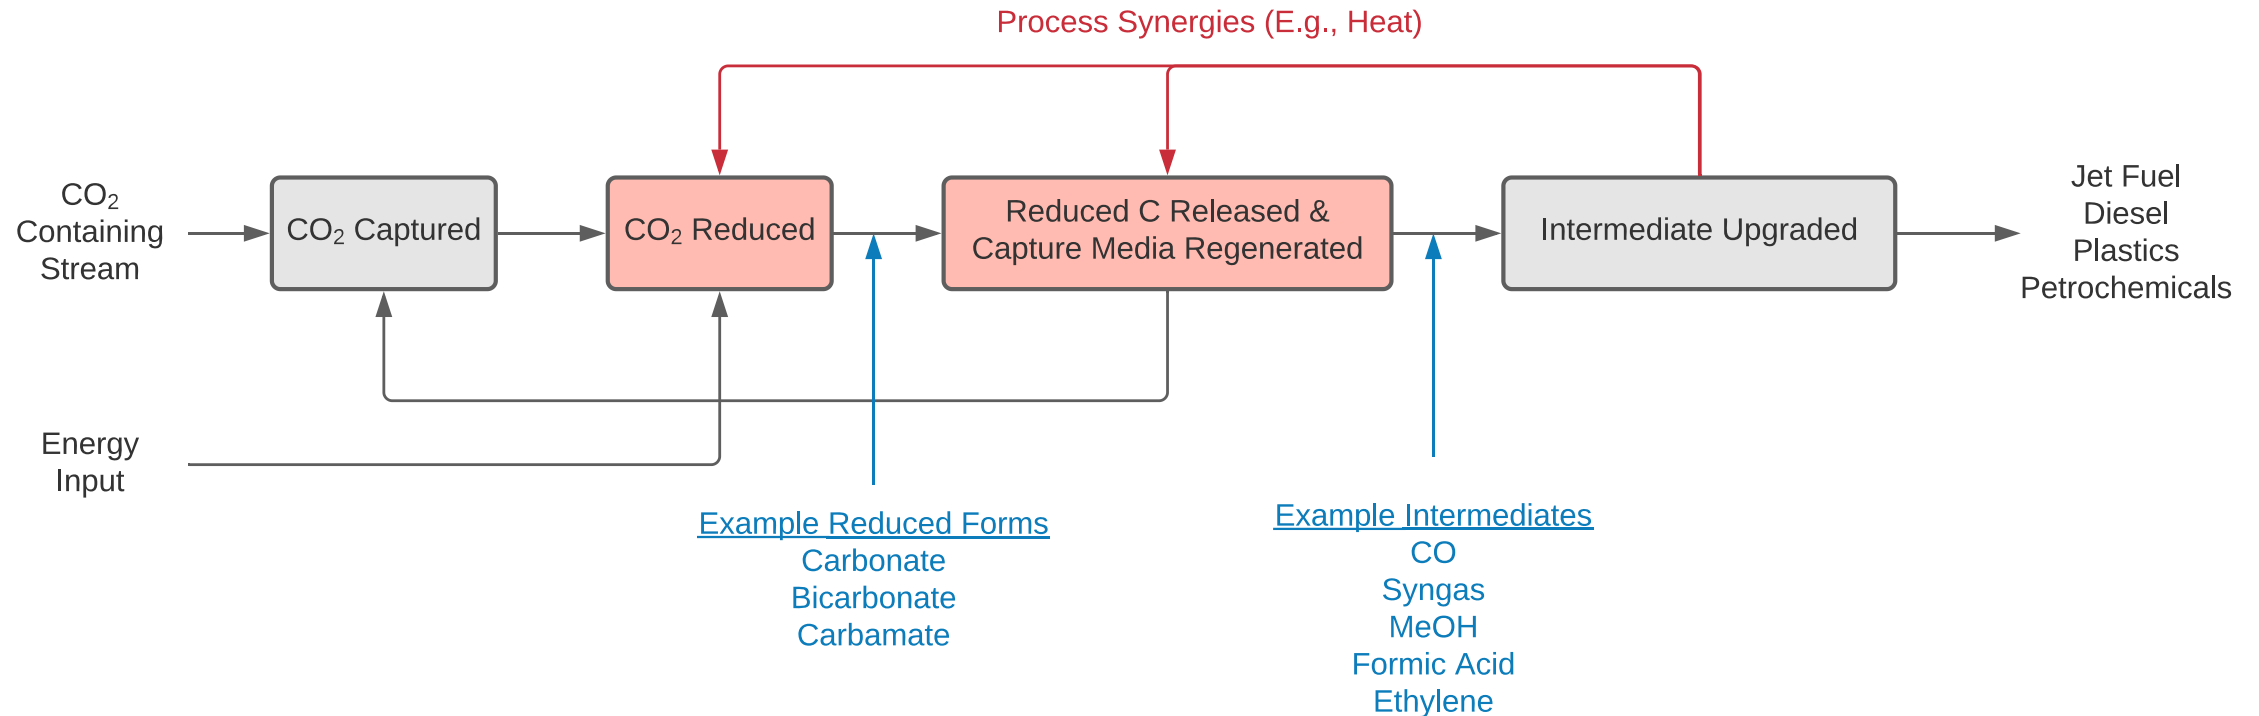 Process Synergies (E.g., Heat)
CO₂
Containing
Stream
CO₂ Captured
CO₂ Reduced
Reduced C Released &
Capture Media Regenerated
Intermediate Upgraded
Jet Fuel
Diesel
Plastics
Petrochemicals
Energy
Input
Example Reduced Forms
Carbonate
Bicarbonate
Carbamate
Example Intermediates
CO
Syngas
MeOH
Formic Acid
Ethylene